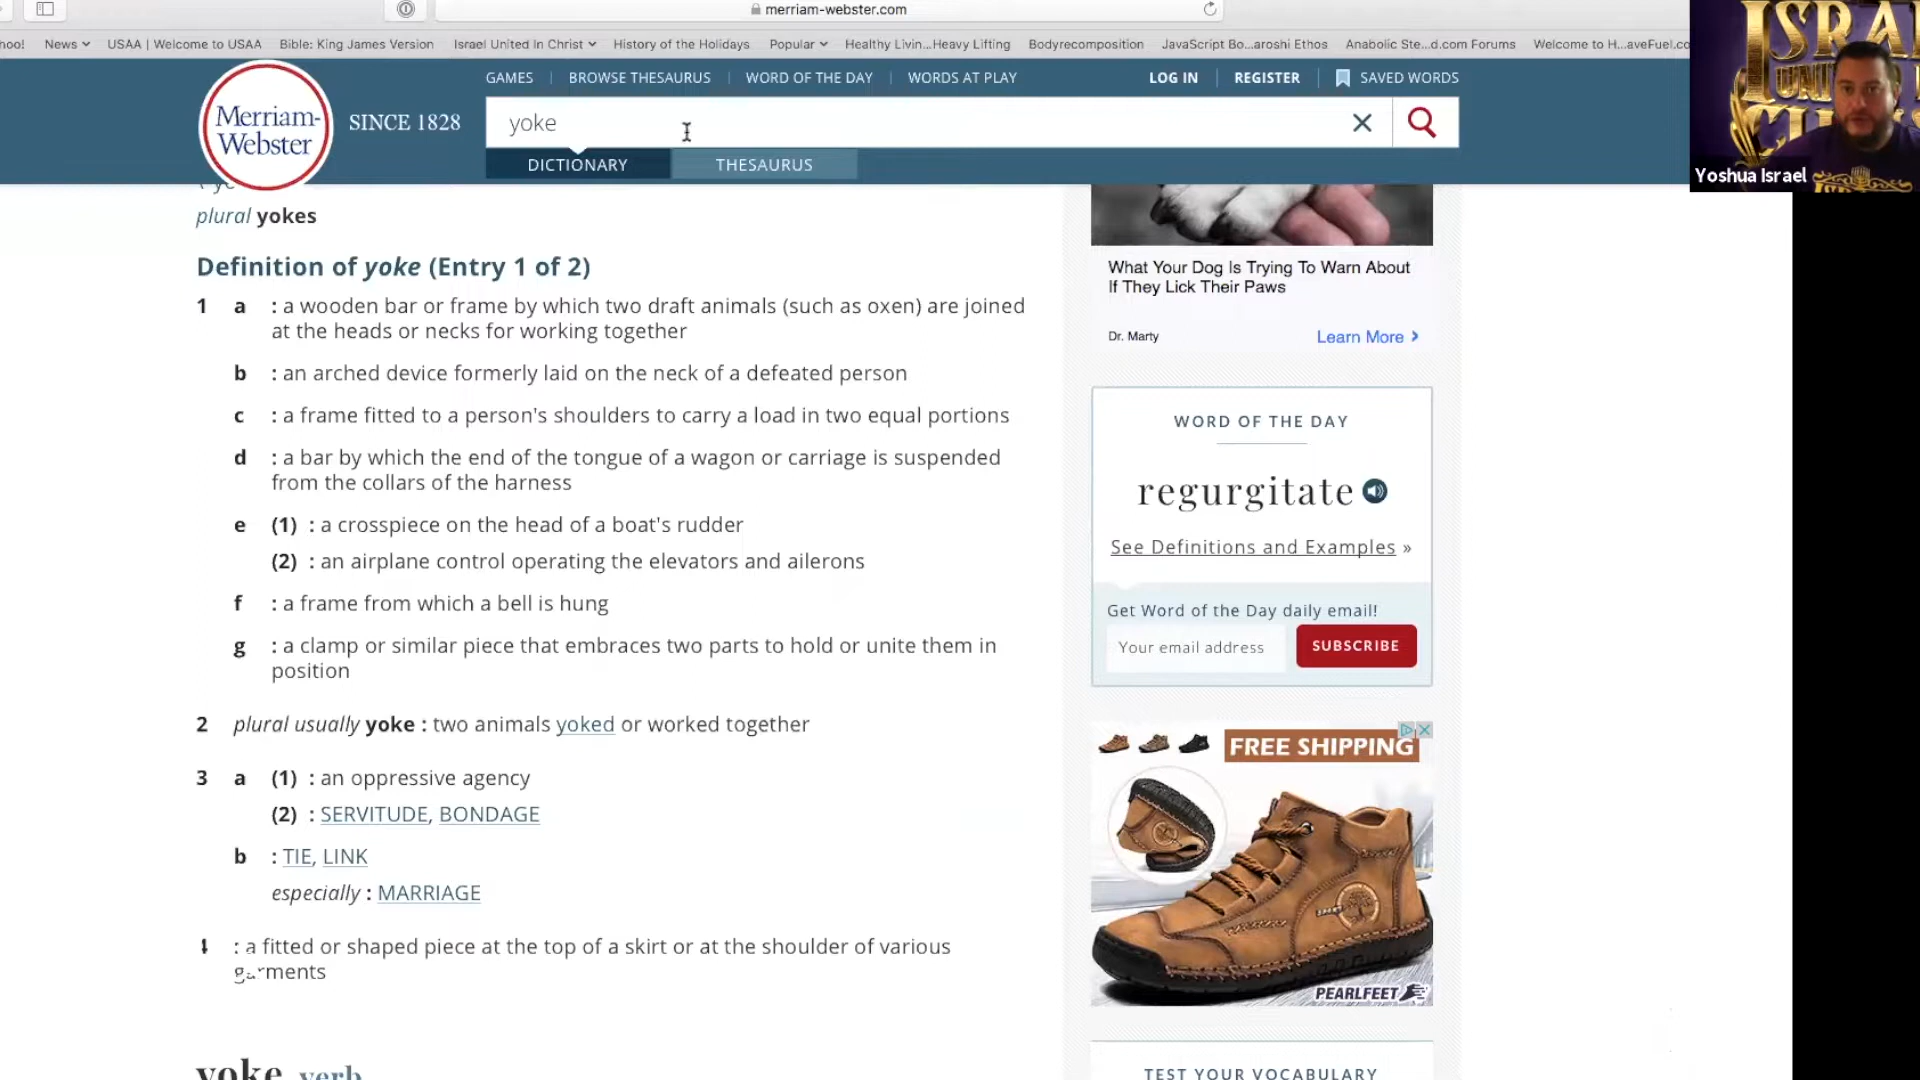 merriam-webster.com
hoo!
News
USAA | Welcome to USAA
Bible: King James Version
Israel United In Christ
History of the Holidays
Popular
Healthy Livin...Heavy Lifting
Bodyrecomposition
JavaScript Bo...aroshi Ethos
Anabolic Ste...d.com Forums
Welcome to H...aveFuel.co
Merriam-
Webster
SINCE 1828
GAMES
BROWSE THESAURUS
WORD OF THE DAY
WORDS AT PLAY
LOG IN
REGISTER
SAVED WORDS
yoke
DICTIONARY
THESAURUS
ISRA
UNI
Yoshua Israel
plural yokes
Definition of yoke (Entry 1 of 2)
1 a : a wooden bar or frame by which two draft animals (such as oxen) are joined
at the heads or necks for working together
b : an arched device formerly laid on the neck of a defeated person
c : a frame fitted to a person's shoulders to carry a load in two equal portions
d : a bar by which the end of the tongue of a wagon or carriage is suspended
from the collars of the harness
e (1) : a crosspiece on the head of a boat's rudder
(2) : an airplane control operating the elevators and ailerons
f : a frame from which a bell is hung
g : a clamp or similar piece that embraces two parts to hold or unite them in
position
2 plural usually yoke : two animals yoked or worked together
3 a (1) : an oppressive agency
(2) : SERVITUDE, BONDAGE
b : TIE, LINK
especially : MARRIAGE
4 : a fitted or shaped piece at the top of a skirt or at the shoulder of various
garments
yoke verb
What Your Dog Is Trying To Warn About
If They Lick Their Paws
Dr. Marty
Learn More
WORD OF THE DAY
regurgitate
See Definitions and Examples »
Get Word of the Day daily email!
Your email address
SUBSCRIBE
FREE SHIPPING
PEARLFEET
TEST YOUR VOCABULARY